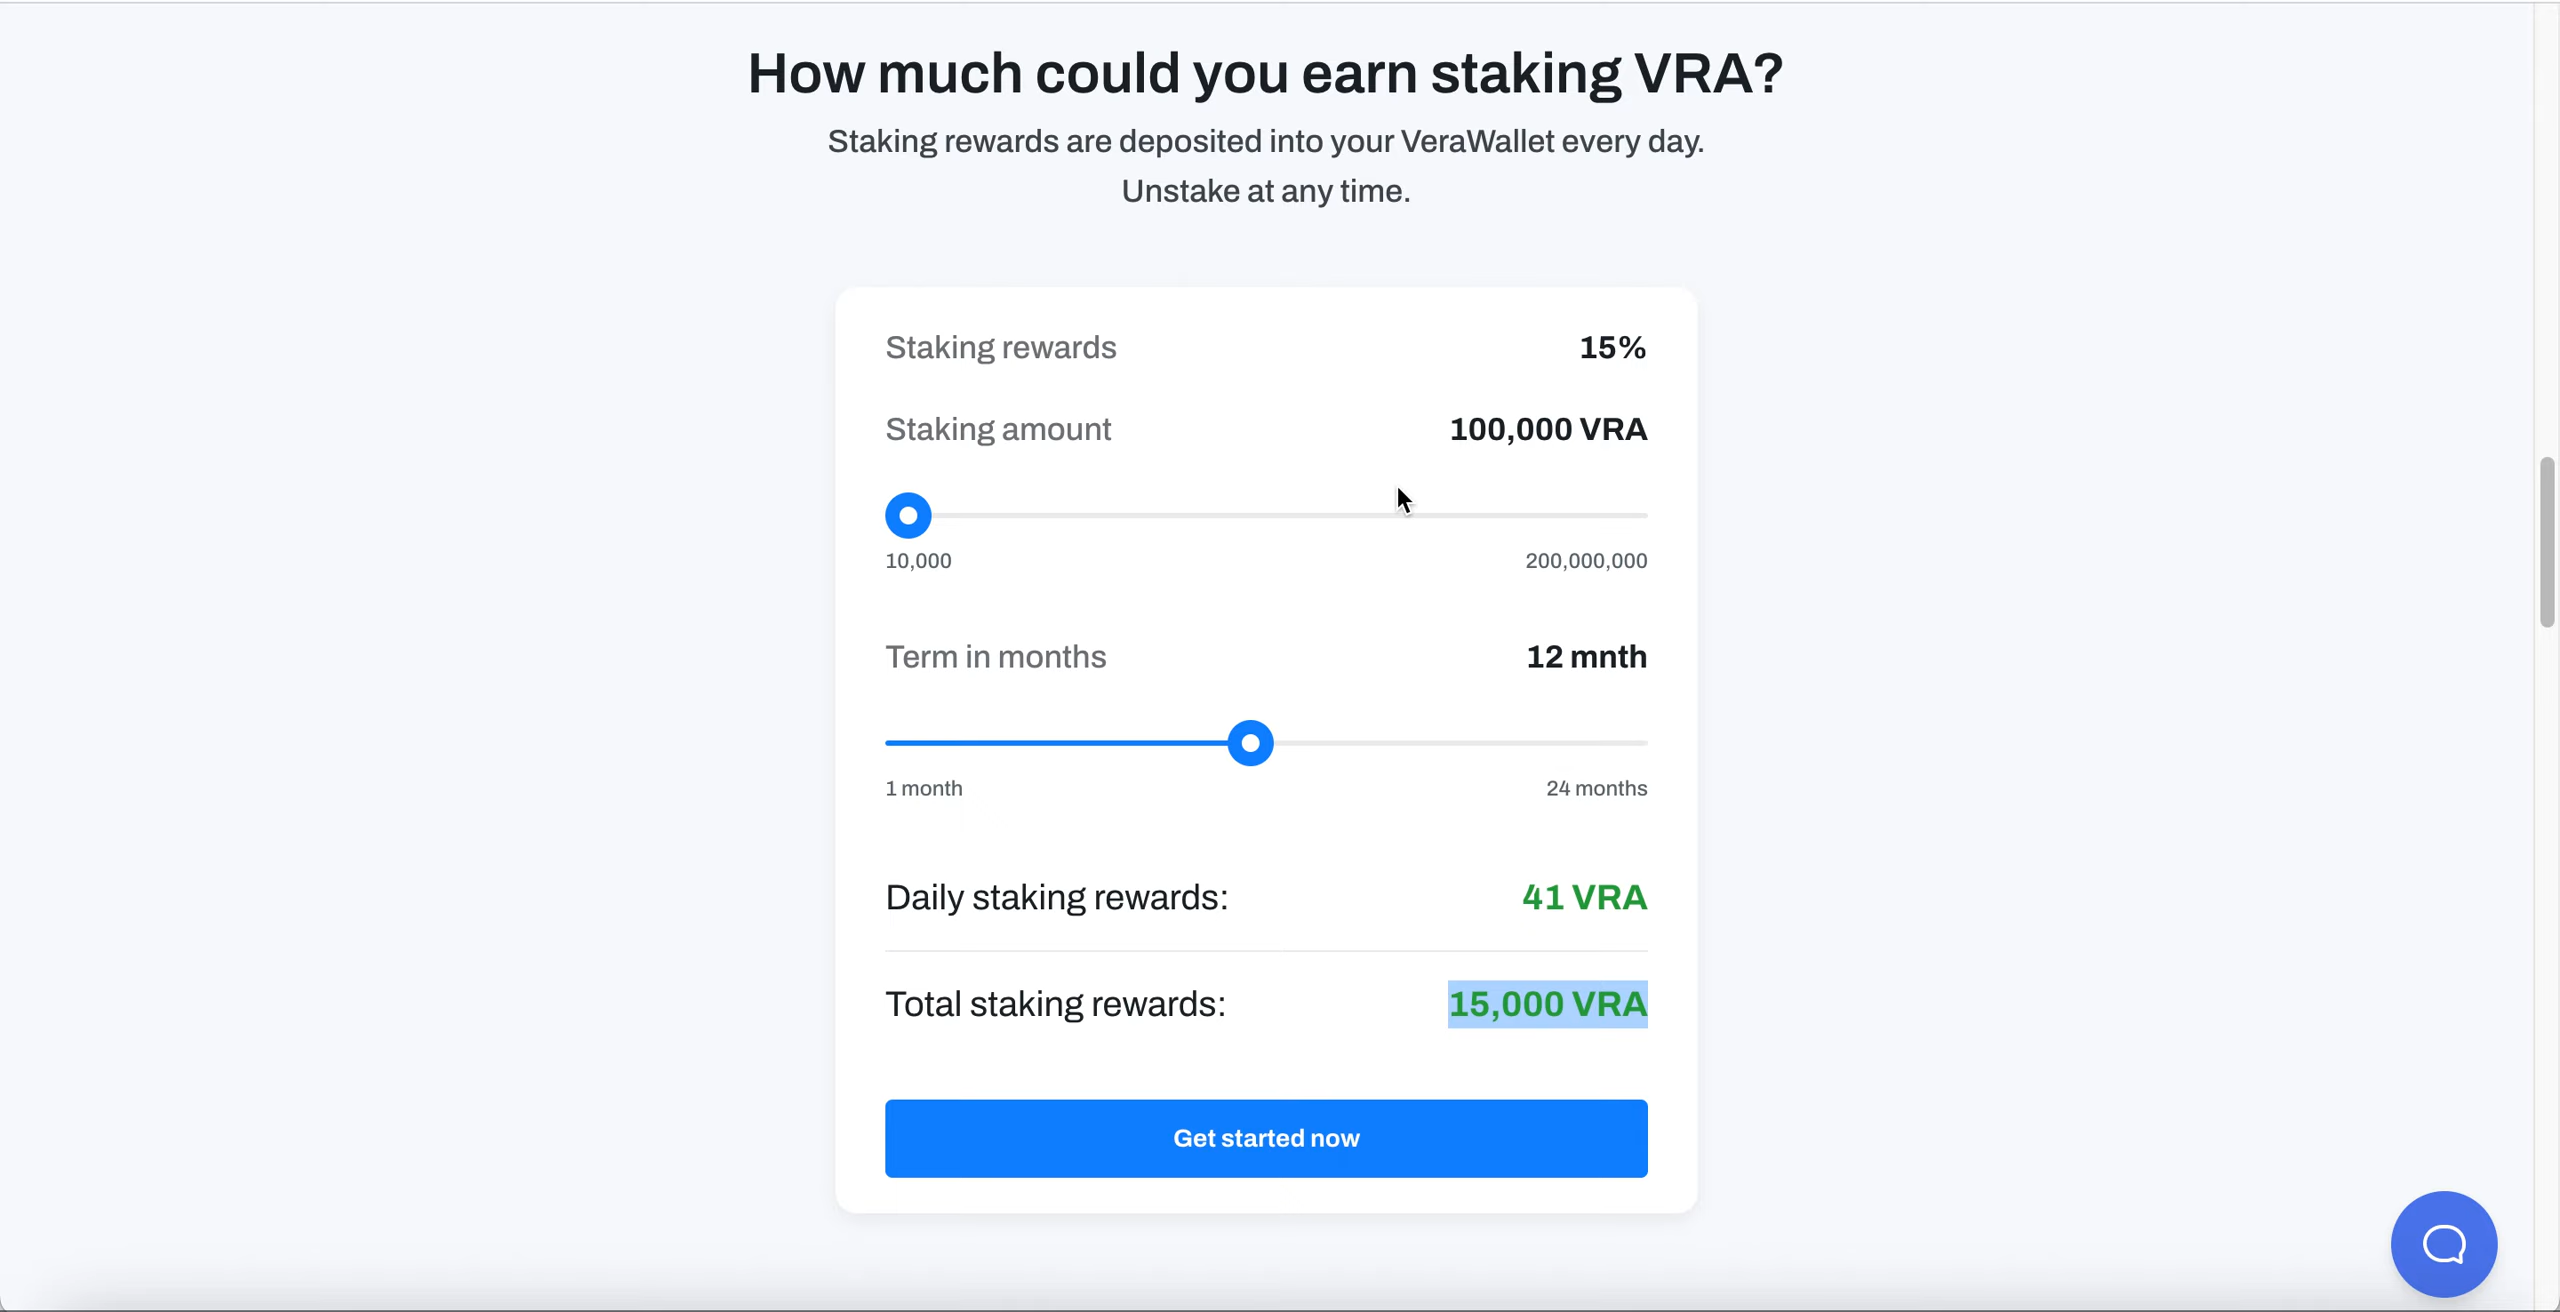 How much could you earn staking VRA?
Staking rewards are deposited into your VeraWallet every day.
Unstake at any time.
Staking rewards 15%
Staking amount 100,000 VRA
10,000 200,000,000
Term in months 12 mnth
1 month 24 months
Daily staking rewards: 41 VRA
Total staking rewards: 15,000 VRA
Get started now